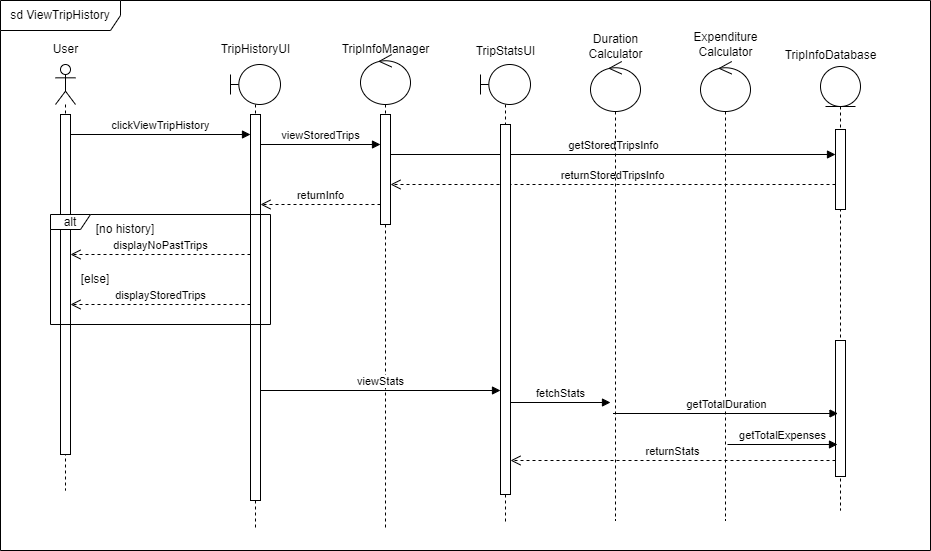 sd ViewTripHistory
User
TripHistoryUI
TripInfoManager
TripStatsUI
Duration
Calculator
Expenditure
Calculator
TripInfoDatabase
clickViewTripHistory
viewStoredTrips
getStoredTripsInfo
returnStoredTripsInfo
returnInfo
alt
[no history]
displayNoPastTrips
[else]
displayStoredTrips
viewStats
fetchStats
getTotalDuration
getTotalExpenses
returnStats